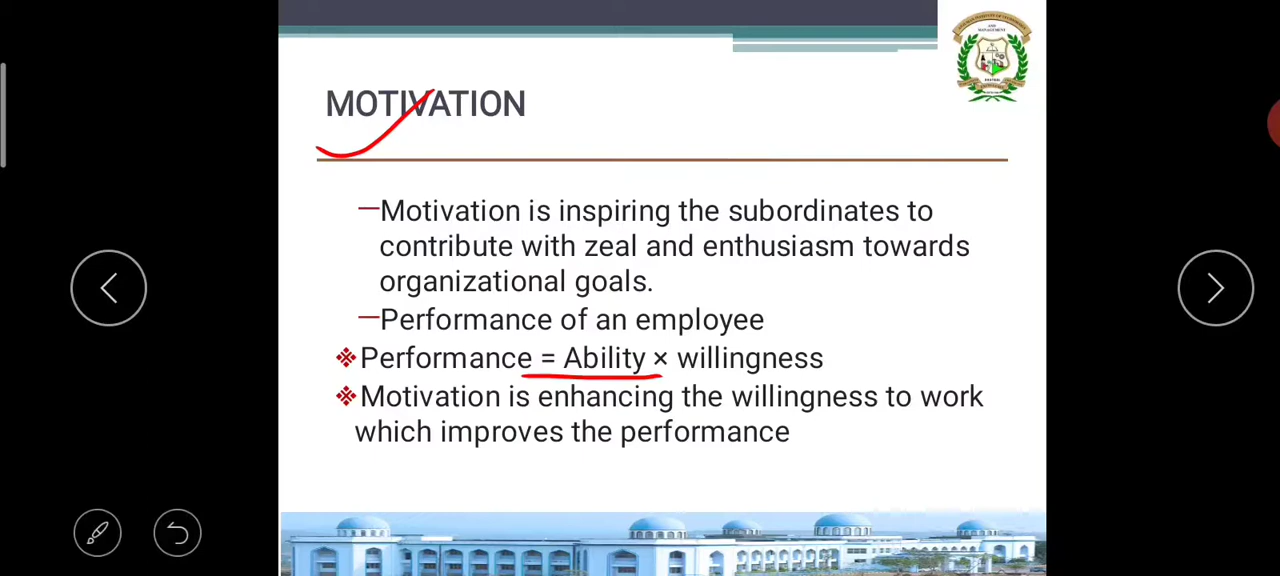 MANAGEMENT
MOTIVATION
—Motivation is inspiring the subordinates to
contribute with zeal and enthusiasm towards
organizational goals.
—Performance of an employee
❖Performance = Ability × willingness
❖Motivation is enhancing the willingness to work
which improves the performance